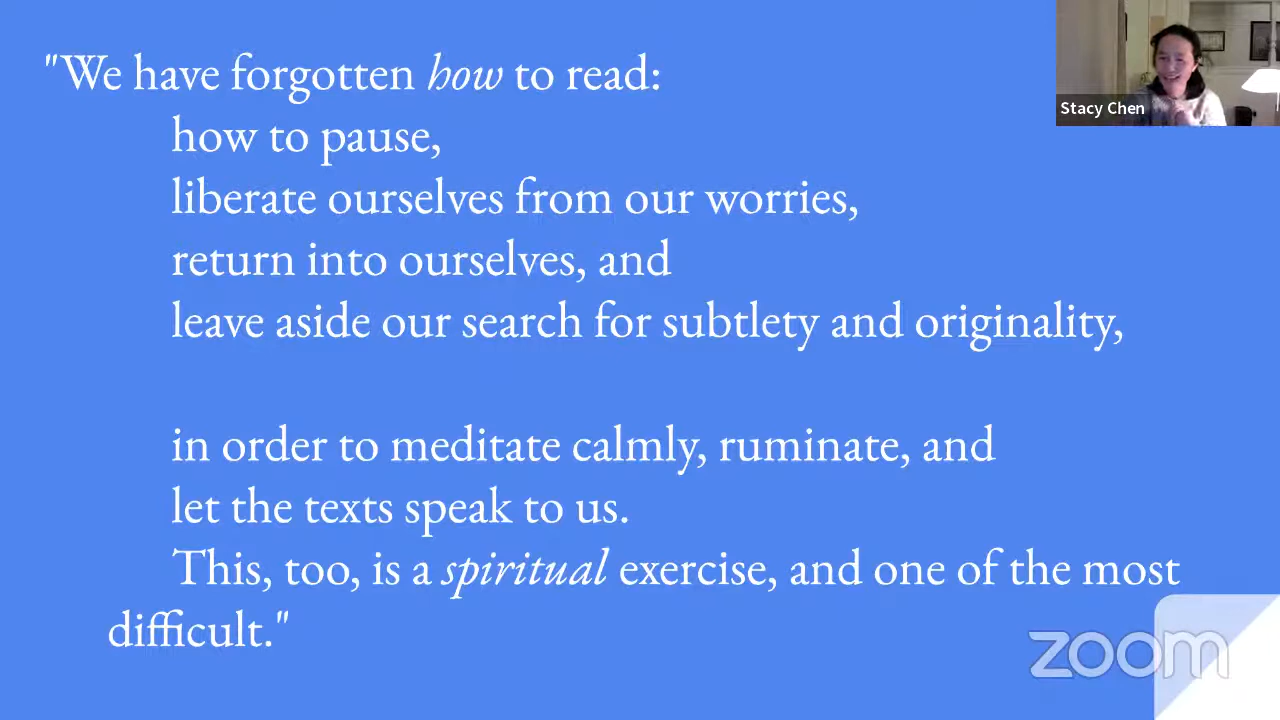 "We have forgotten how to read:
how to pause,
liberate ourselves from our worries,
return into ourselves, and
leave aside our search for subtlety and originality,
in order to meditate calmly, ruminate, and
let the texts speak to us.
This, too, is a spiritual exercise, and one of the most
difficult."
Stacy Chen
zoom